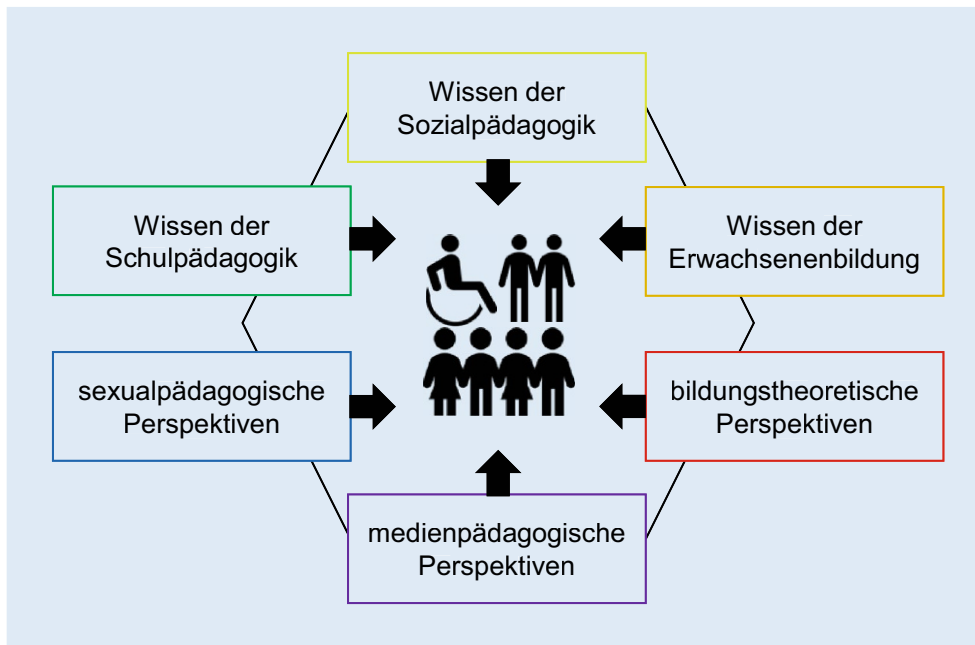 Wissen der
Sozialpädagogik
Wissen der
Schulpädagogik
Wissen der
Erwachsenenbildung
sexualpädagogische
Perspektiven
bildungstheoretische
Perspektiven
medienpädagogische
Perspektiven